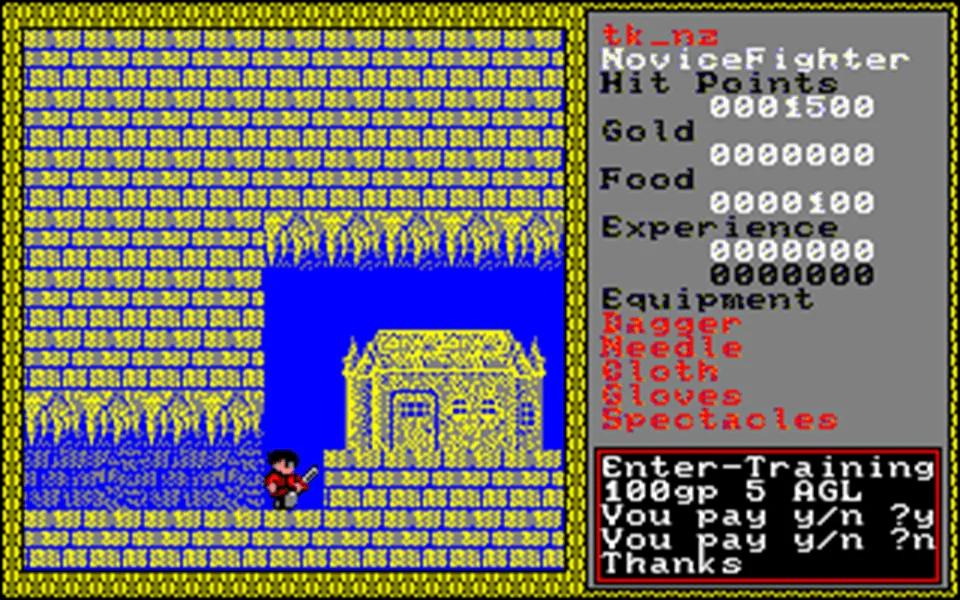 tk_nz
NoviceFighter
Hit Points
0001500
Gold
0000000
Food
0000100
Experience
0000000
0000000
Equipment
Dagger
Needle
Cloth
Gloves
Spectacles
Enter-Training
100gp 5 AGL
You pay y/n ?y
You pay y/n ?n
Thanks